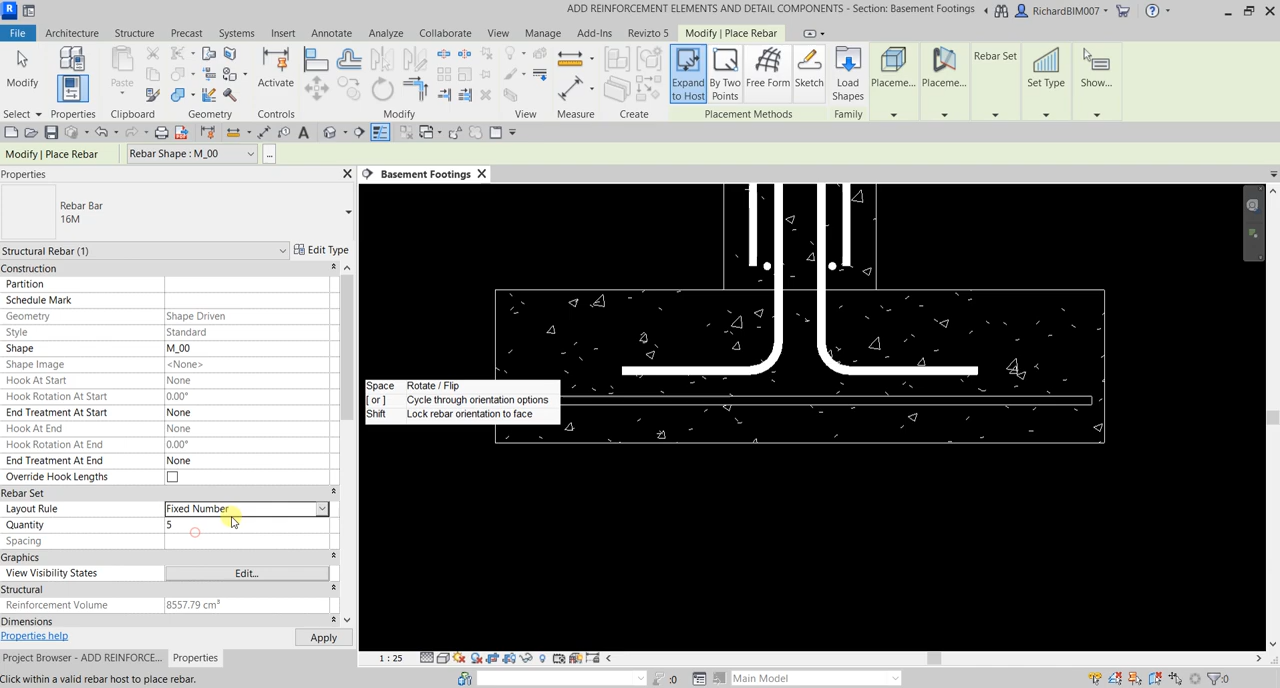 ADD REINFORCEMENT ELEMENTS AND DETAIL COMPONENTS - Section: Basement Footings
RichardBIM007
File Architecture Structure Precast Systems Insert Annotate Analyze Collaborate View Manage Add-Ins Revizto 5 Modify | Place Rebar
Modify Paste Activate Expand to Host By Two Points Free Form Sketch Load Shapes Placeme... Placeme... Rebar Set Set Type Show...
Select Properties Clipboard Geometry Controls Modify View Measure Create Placement Methods Family
Modify | Place Rebar Rebar Shape : M_00 ...
Properties
Basement Footings
Rebar Bar
16M
Structural Rebar (1) Edit Type
Construction
Partition
Schedule Mark
Geometry Shape Driven
Style Standard
Shape M_00
Shape Image <None>
Hook At Start None
Hook Rotation At Start 0.00°
End Treatment At Start None
Hook At End None
Hook Rotation At End 0.00°
End Treatment At End None
Override Hook Lengths
Rebar Set
Layout Rule Fixed Number
Quantity 5
Spacing
Graphics
View Visibility States Edit...
Structural
Reinforcement Volume 8557.79 cm³
Dimensions
Properties help Apply
Project Browser - ADD REINFORCE... Properties
Space Rotate / Flip
[ or ] Cycle through orientation options
Shift Lock rebar orientation to face
1 : 25
Click within a valid rebar host to place rebar. :0 Main Model :0